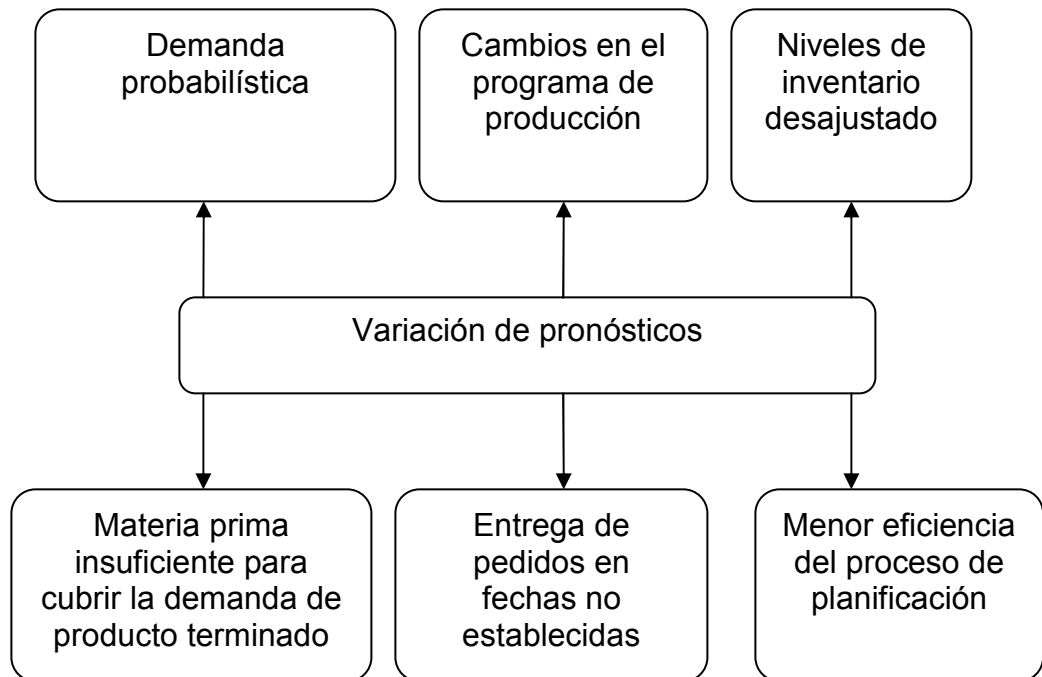 Demanda
probabilística
Cambios en el
programa de
producción
Niveles de
inventario
desajustado
Variación de pronósticos
Materia prima
insuficiente para
cubrir la demanda de
producto terminado
Entrega de
pedidos en
fechas no
establecidas
Menor eficiencia
del proceso de
planificación